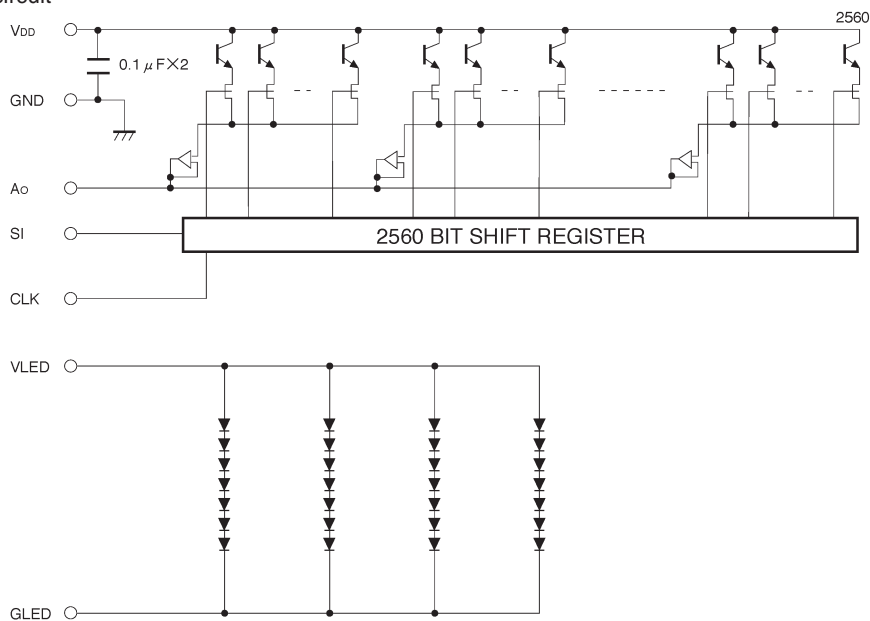 circuit
2560
VDD
0.1 μF×2
GND
AO
SI
2560 BIT SHIFT REGISTER
CLK
VLED
GLED